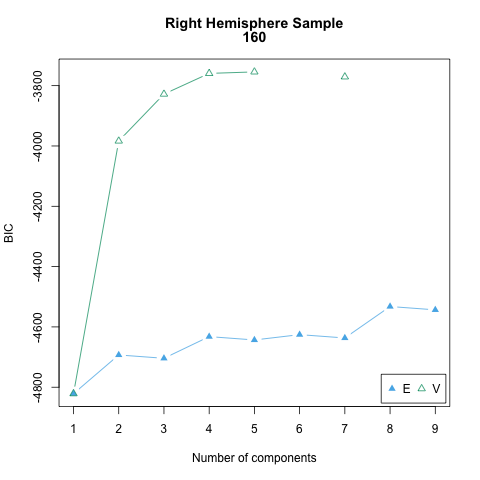 Right Hemisphere Sample
160
BIC
-3800
-4000
-4200
-4400
-4600
-4800
E V
1 2 3 4 5 6 7 8 9
Number of components